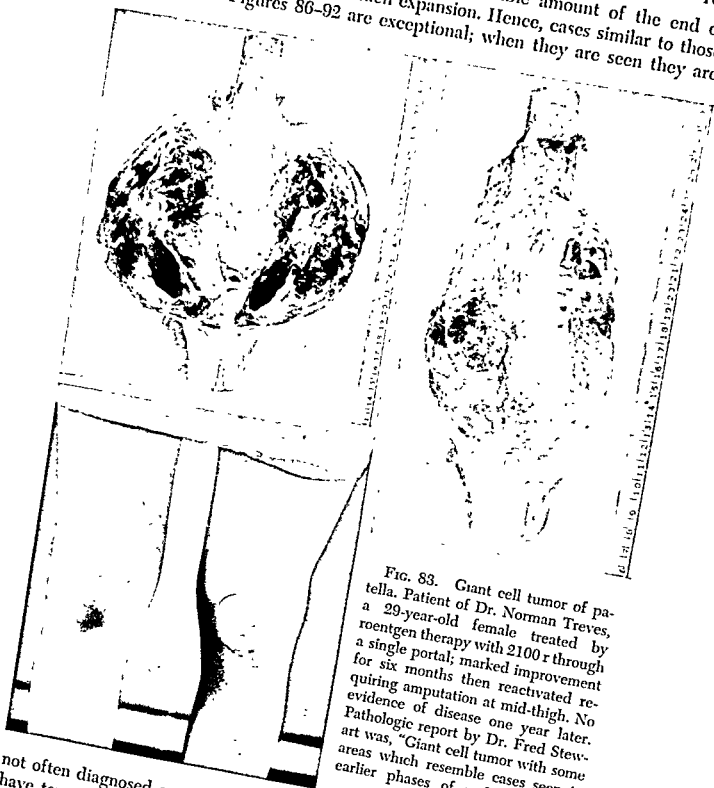 amount of the end
expansion. Hence, cases similar to thos
Figures 86–92 are exceptional; when they are seen they are
Fig. 83. Giant cell tumor of pa-
tella. Patient of Dr. Norman Treves,
a 29-year-old female treated by
roentgen therapy with 2100 r through
a single portal; marked improvement
for six months then reactivated re-
quiring amputation at mid-thigh. No
evidence of disease one year later.
Pathologic report by Dr. Fred Stew-
art was, “Giant cell tumor with some
areas which resemble cases seen
earlier phases of
not often diagnosed
have